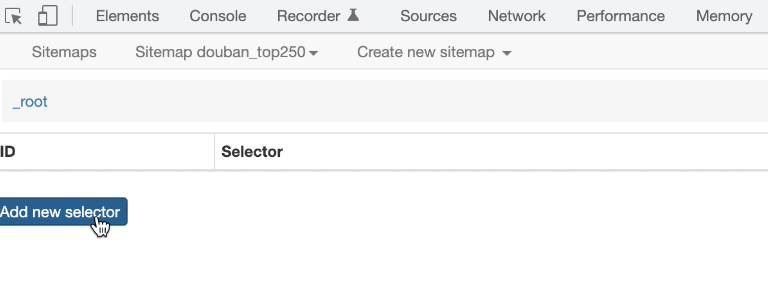 Elements Console Recorder Sources Network Performance Memory
Sitemaps Sitemap douban_top250 Create new sitemap
_root
ID Selector
Add new selector